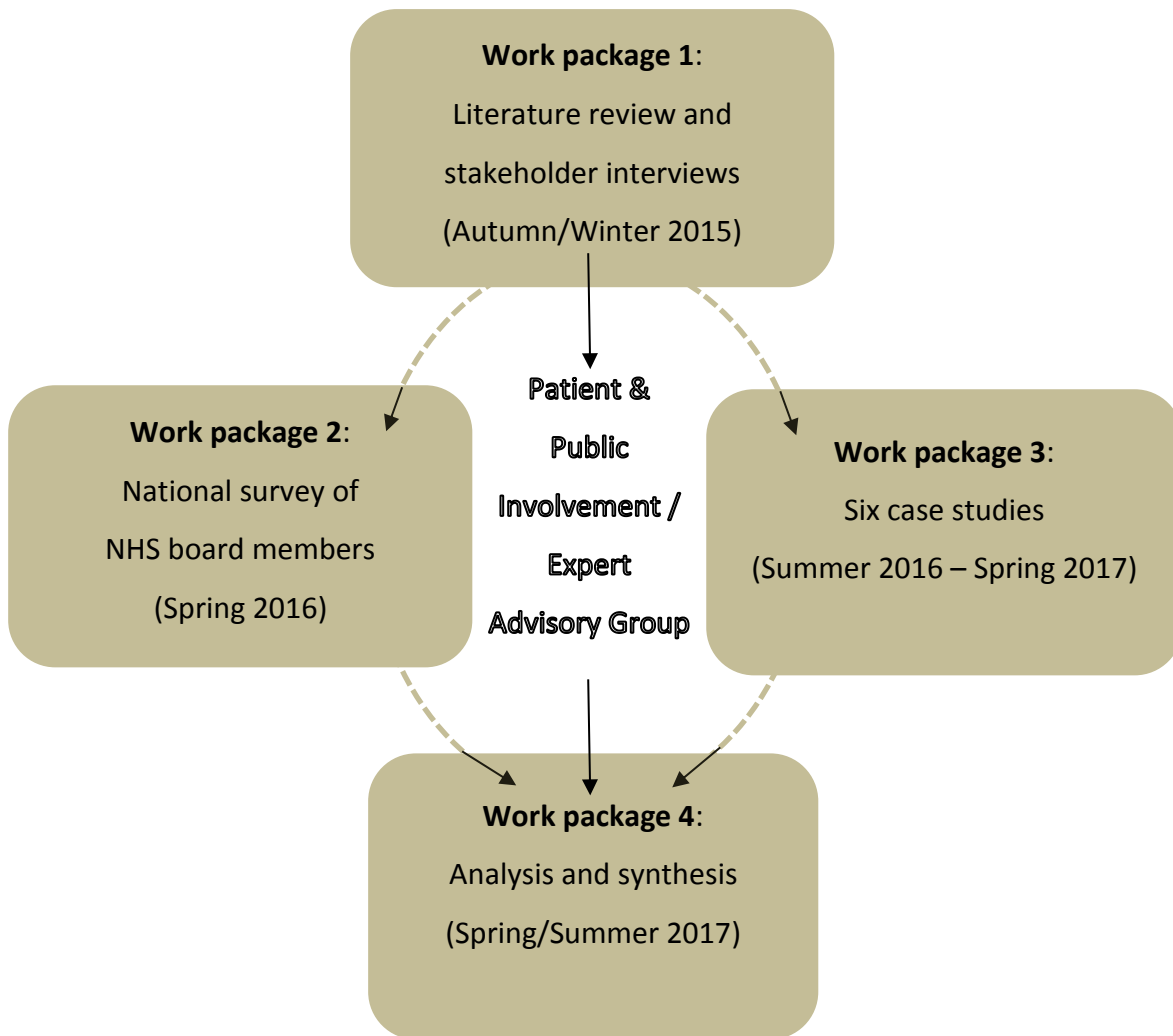 Work package 1:
Literature review and
stakeholder interviews
(Autumn/Winter 2015)
Work package 2:
National survey of
NHS board members
(Spring 2016)
Patient &
Public
Involvement /
Expert
Advisory Group
Work package 3:
Six case studies
(Summer 2016 – Spring 2017)
Work package 4:
Analysis and synthesis
(Spring/Summer 2017)